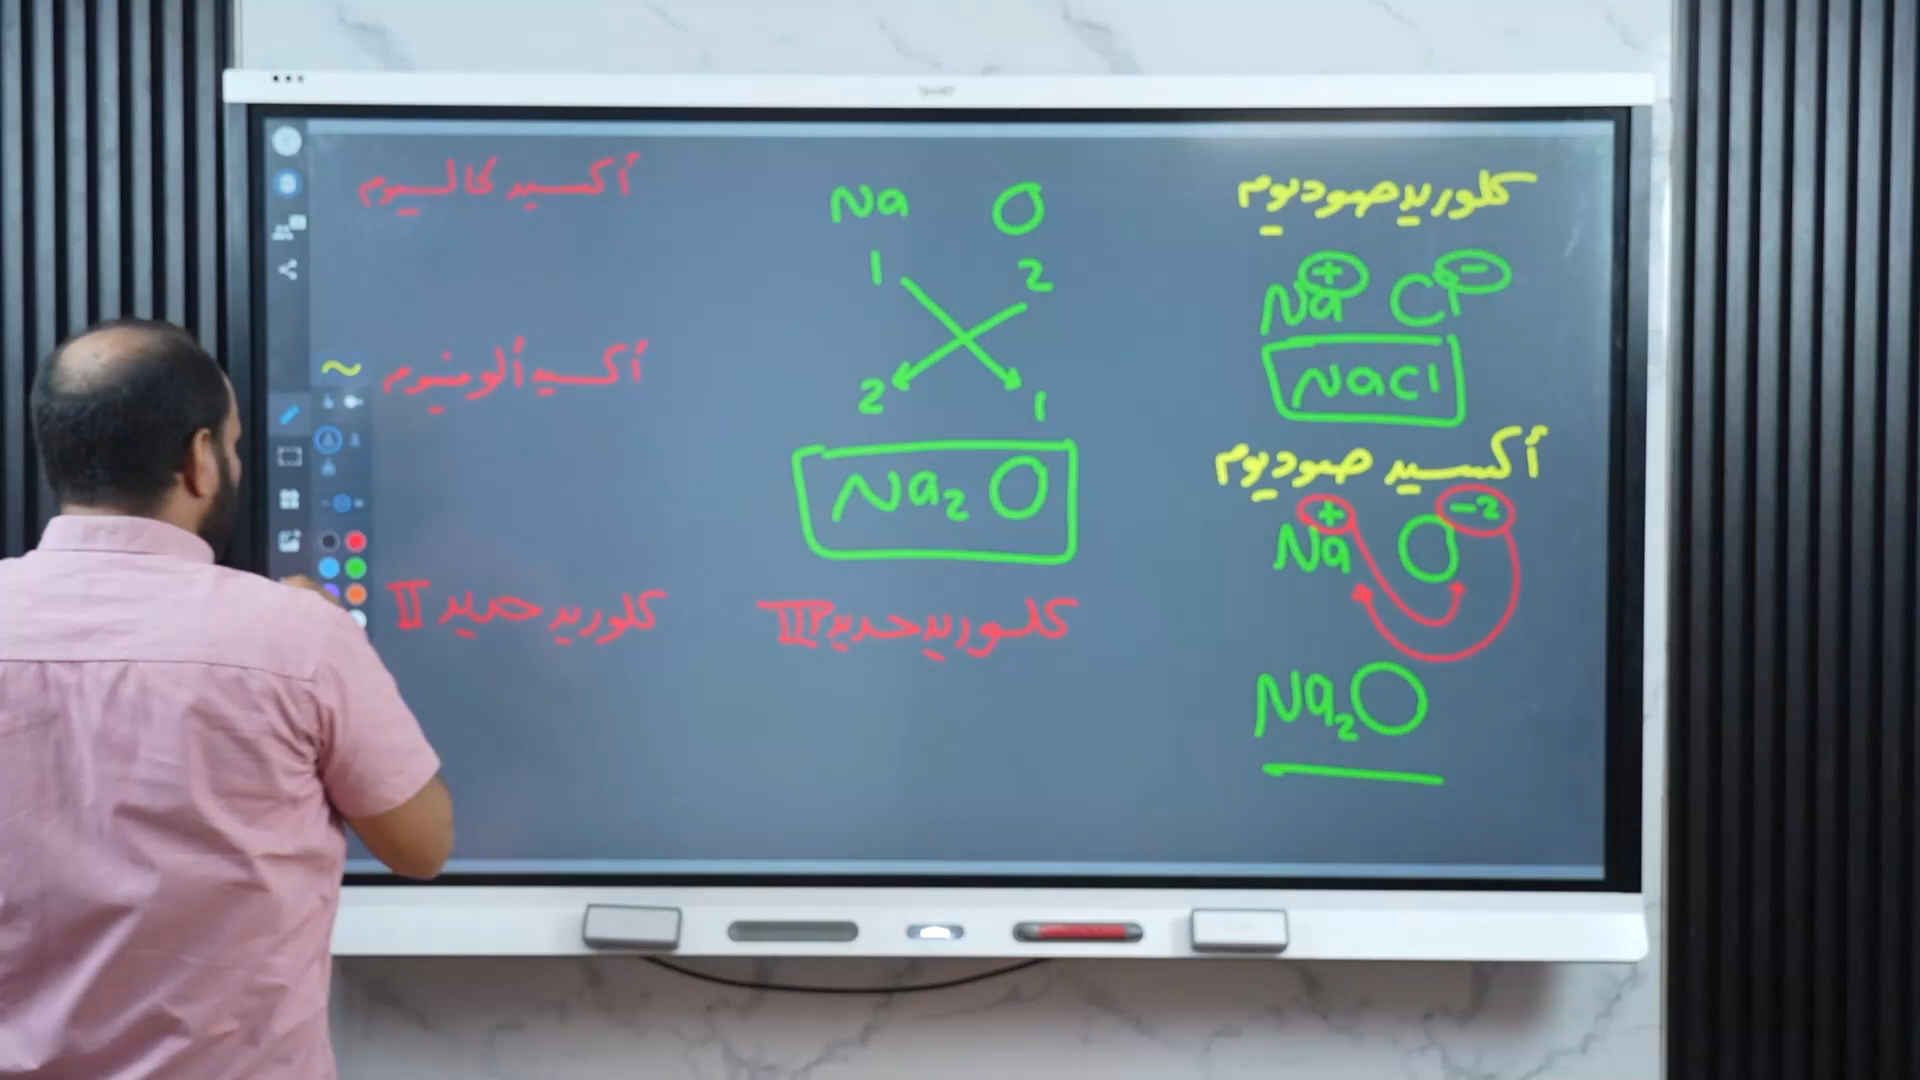 كلوريد صوديوم
Na+ Cl−
NaCl
أكسيد صوديوم
Na+ O−2
Na₂O
Na O
1 2
2 1
Na₂O
أكسيد كالسيوم
أكسيد ألومنيوم
كلوريد حديد II
كلوريد حديد III